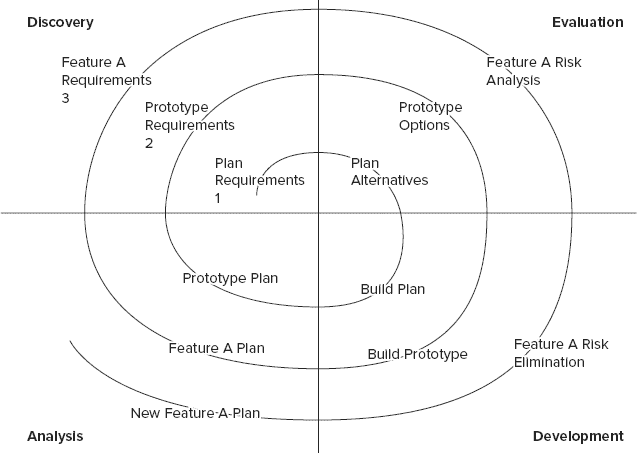 Discovery
Evaluation
Feature A
Requirements
3
Feature A Risk
Analysis
Prototype
Requirements
2
Prototype
Options
Plan
Requirements
1
Plan
Alternatives
Prototype Plan
Build Plan
Feature A Plan
Build Prototype
Feature A Risk
Elimination
New Feature A Plan
Analysis
Development